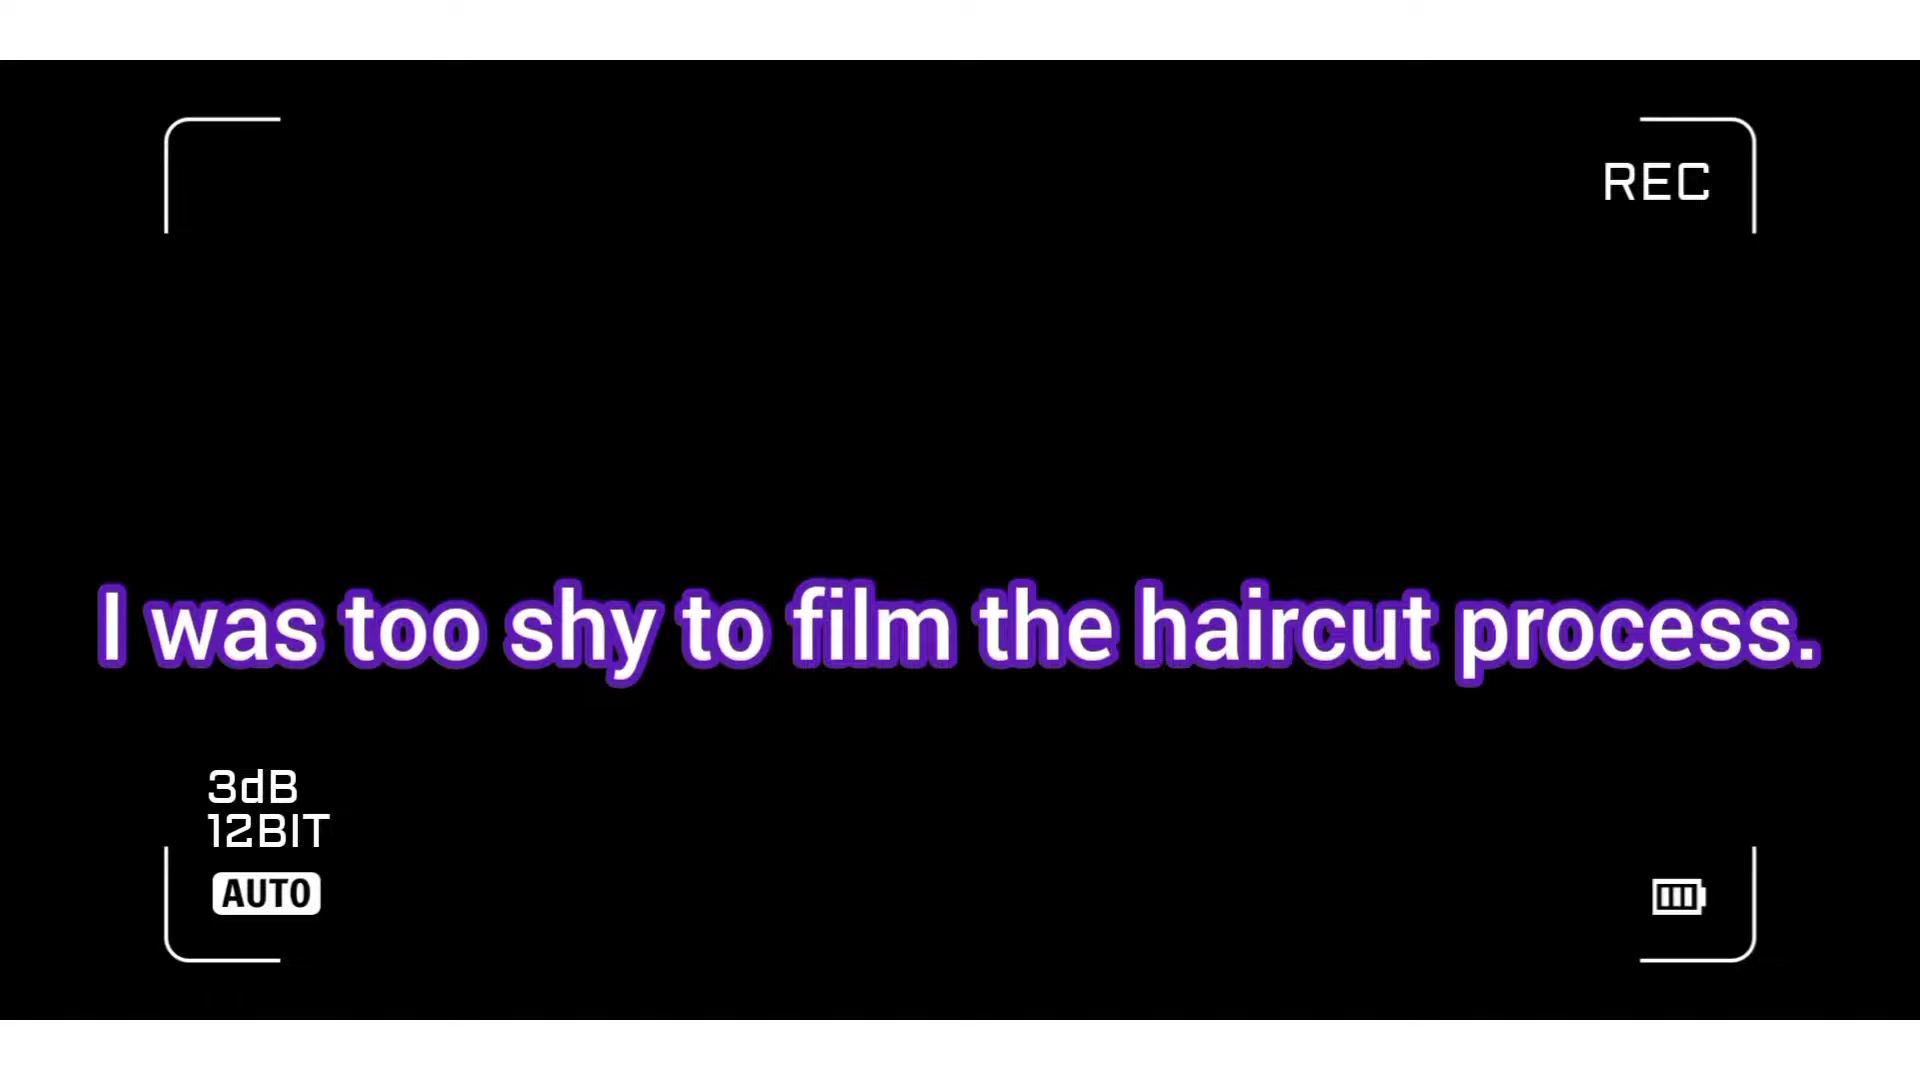 REC
I was too shy to film the haircut process.
3dB
12BIT
AUTO